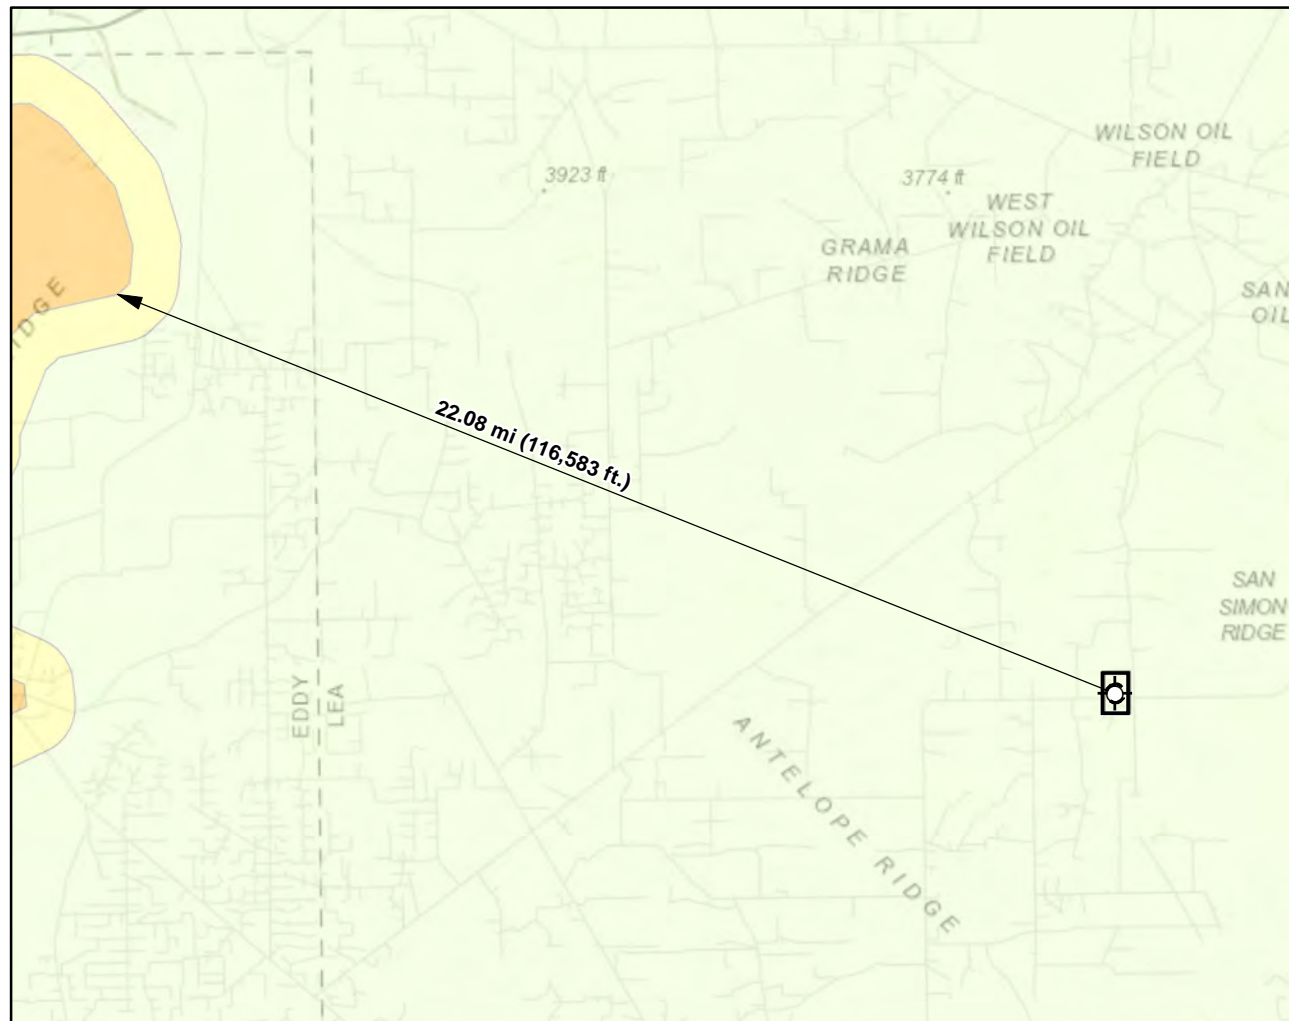 WILSON OIL
FIELD
3923 ft
3774 ft
WEST
WILSON OIL
FIELD
GRAMA
RIDGE
SAN
OIL
IDGE
22.08 mi (116,583 ft.)
SAN
SIMON
RIDGE
EDDY
LEA
ANTELOPE RIDGE